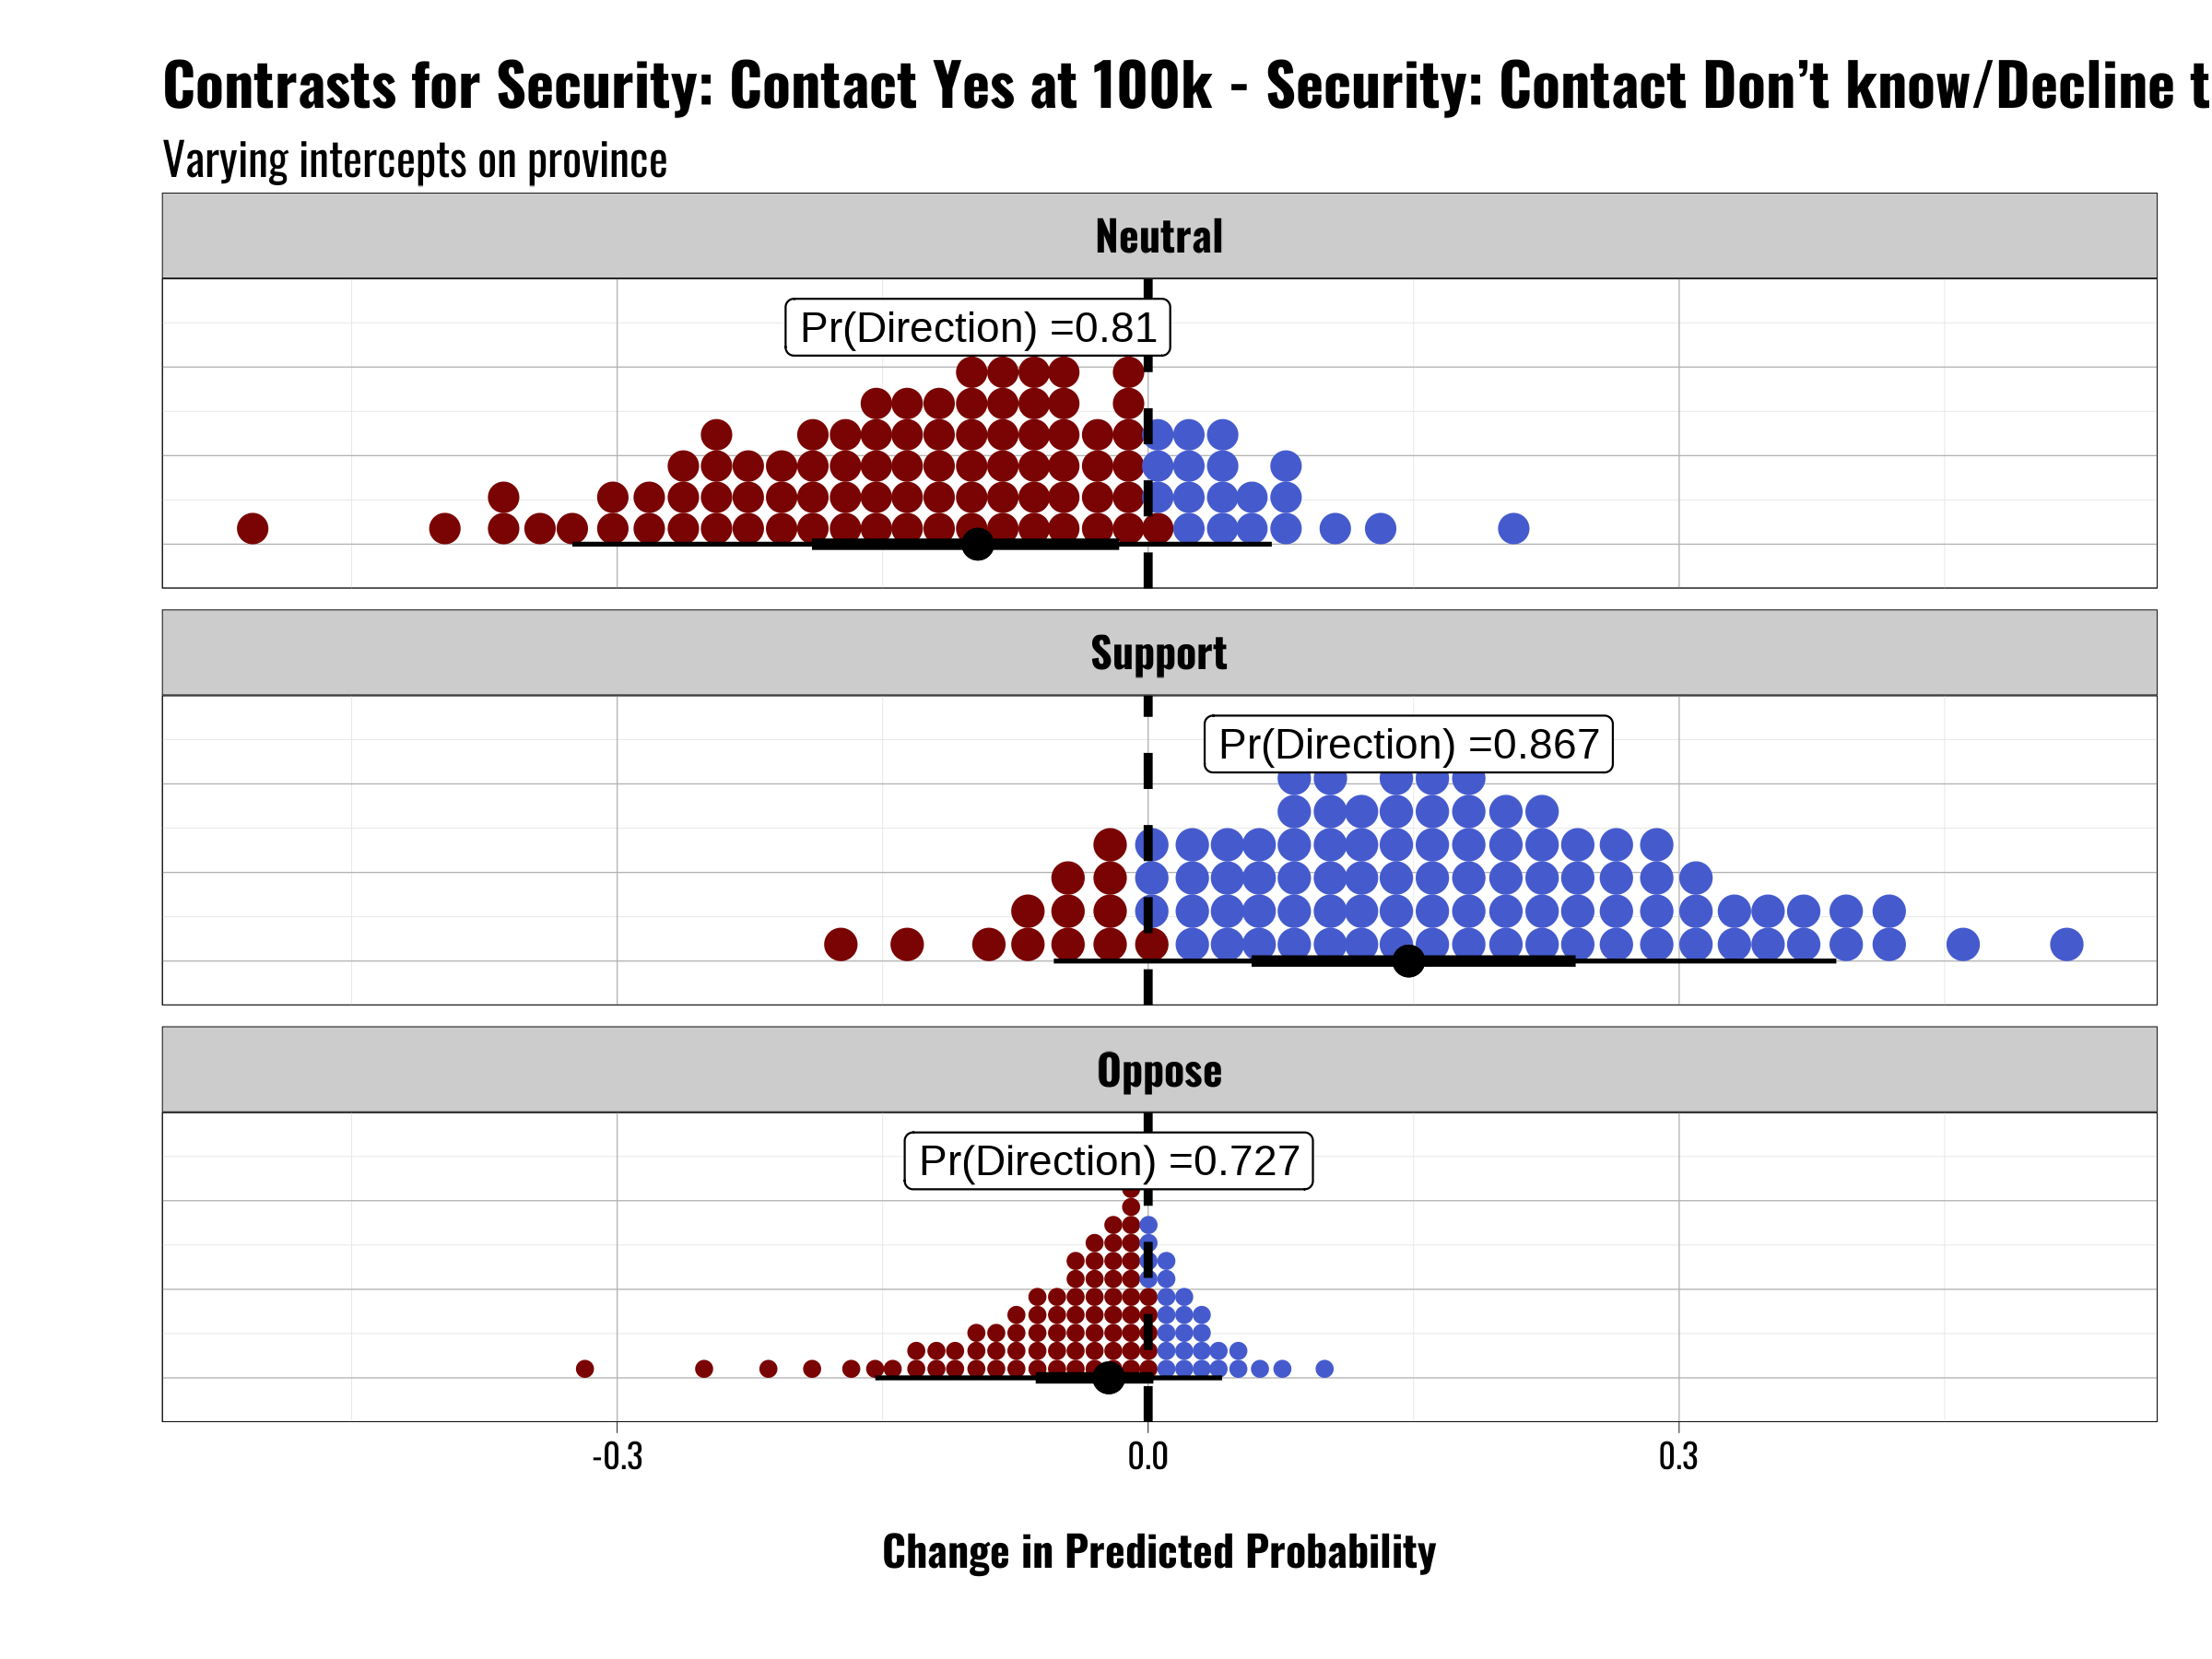 Contrasts for Security: Contact Yes at 100k - Security: Contact Don’t know/Decline t
Varying intercepts on province
Neutral
Pr(Direction) =0.81
Support
Pr(Direction) =0.867
Oppose
Pr(Direction) =0.727
-0.3 0.0 0.3
Change in Predicted Probability